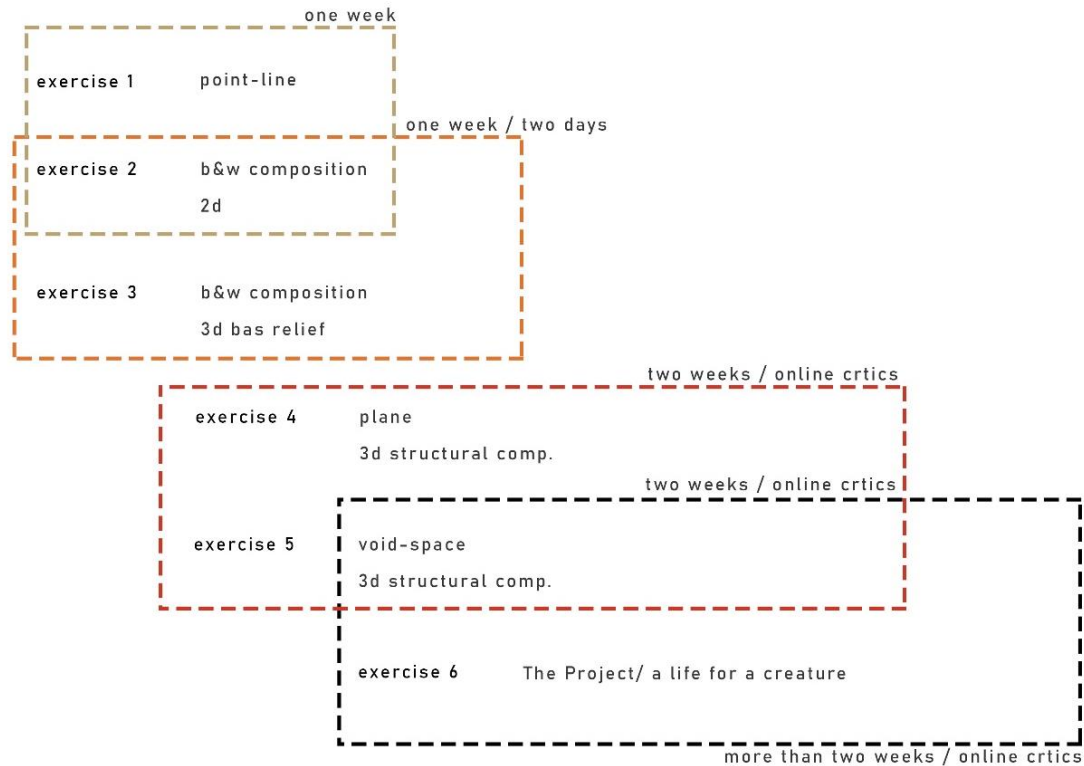 one week
exercise 1 point-line
one week / two days
exercise 2 b&w composition
2d
exercise 3 b&w composition
3d bas relief
two weeks / online crtics
exercise 4 plane
3d structural comp.
two weeks / online crtics
exercise 5 void-space
3d structural comp.
exercise 6 The Project/ a life for a creature
more than two weeks / online crtics